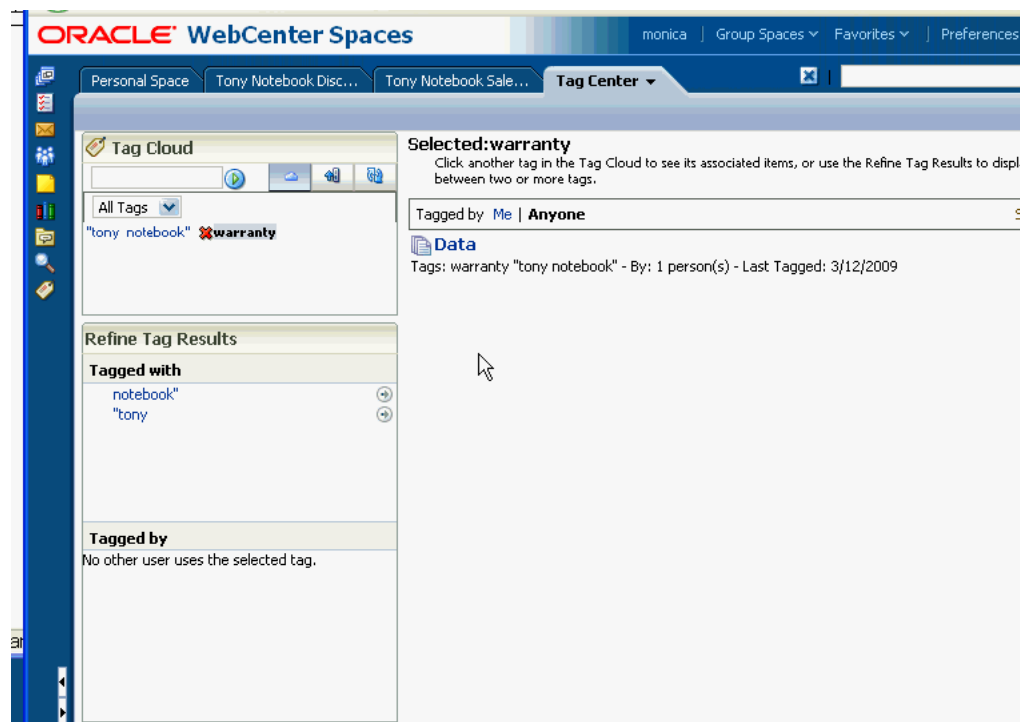 ORACLE WebCenter Spaces
monica | Group Spaces Favorites | Preferences
Personal Space Tony Notebook Disc... Tony Notebook Sale... Tag Center
Tag Cloud
All Tags
"tony notebook" warranty
Refine Tag Results
Tagged with
notebook"
"tony
Tagged by
No other user uses the selected tag.
Selected:warranty
Click another tag in the Tag Cloud to see its associated items, or use the Refine Tag Results to displ
between two or more tags.
Tagged by Me | Anyone
Data
Tags: warranty "tony notebook" - By: 1 person(s) - Last Tagged: 3/12/2009